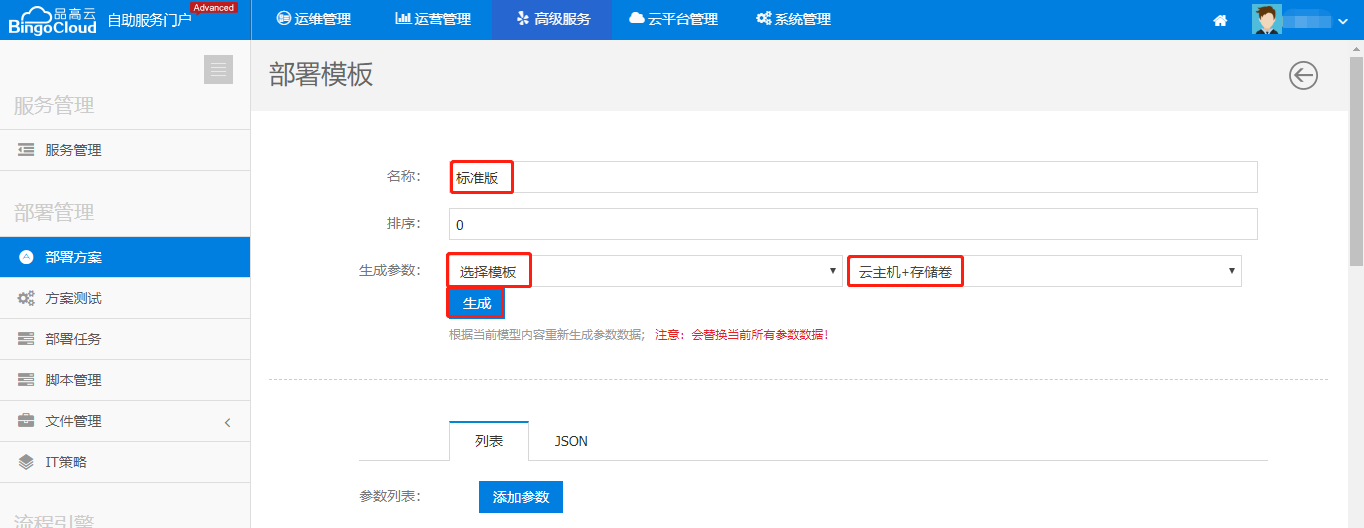 品高云
BingoCloud
自助服务门户
Advanced
运维管理
运营管理
高级服务
云平台管理
系统管理
服务管理
服务管理
部署管理
部署方案
方案测试
部署任务
脚本管理
文件管理
IT策略
流程引擎
部署模板
名称：
标准版
排序：
0
生成参数：
选择模板
云主机+存储卷
生成
根据当前模型内容重新生成参数数据； 注意：会替换当前所有参数数据！
列表
JSON
参数列表：
添加参数